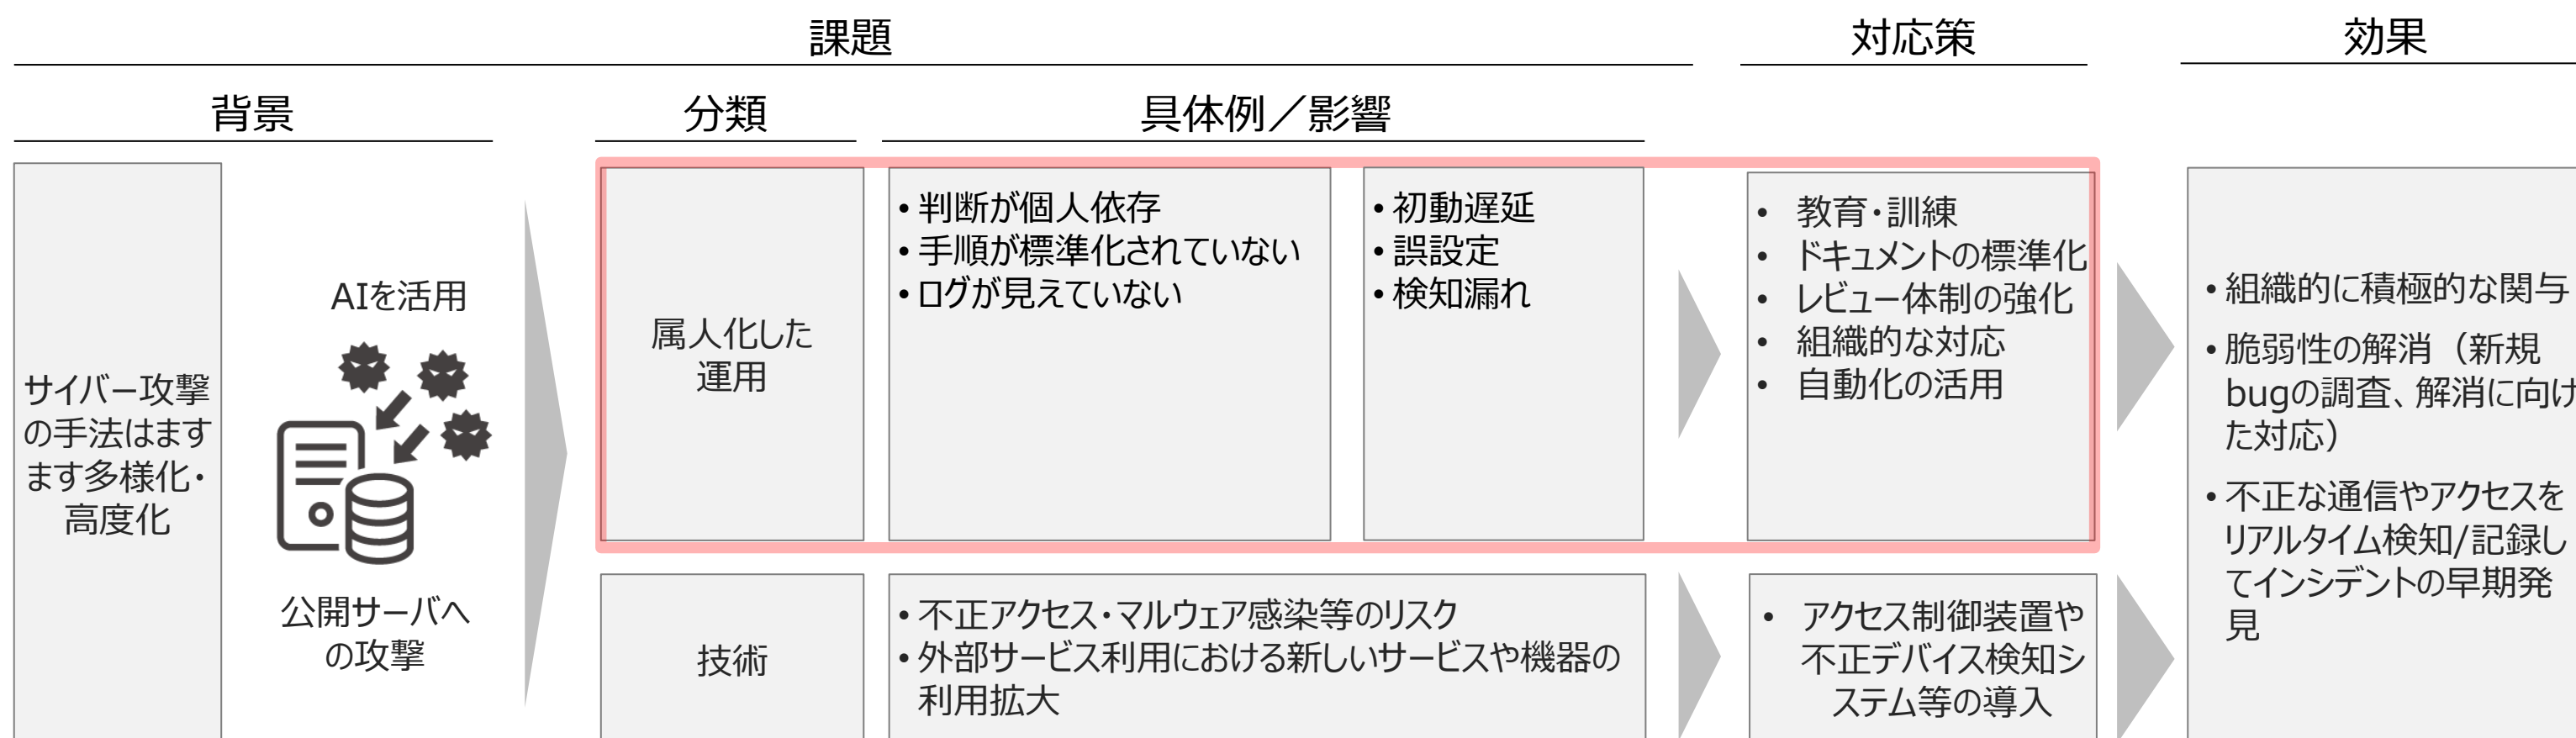 課題
対応策
効果
背景
分類
具体例／影響
サイバー攻撃
の手法はます
ます多様化・
高度化
AIを活用
公開サーバへ
の攻撃
属人化した
運用
• 判断が個人依存
• 手順が標準化されていない
• ログが見えていない
• 初動遅延
• 誤設定
• 検知漏れ
• 教育・訓練
• ドキュメントの標準化
• レビュー体制の強化
• 組織的な対応
• 自動化の活用
技術
• 不正アクセス・マルウェア感染等のリスク
• 外部サービス利用における新しいサービスや機器の
利用拡大
• アクセス制御装置や
不正デバイス検知シ
ステム等の導入
• 組織的に積極的な関与
• 脆弱性の解消（新規
bugの調査、解消に向け
た対応）
• 不正な通信やアクセスを
リアルタイム検知/記録し
てインシデントの早期発
見